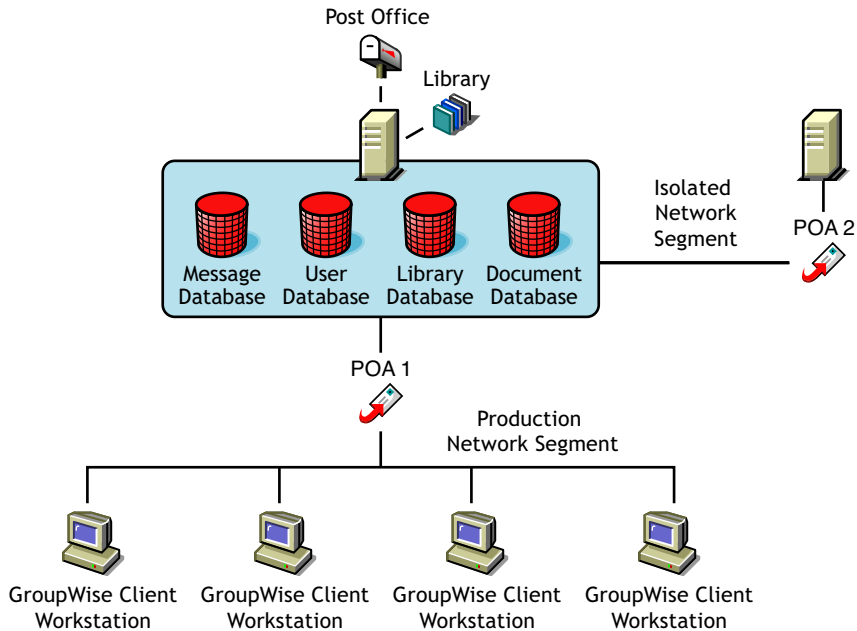 Post Office
Library
Isolated
Network
Segment
POA 2
Message
Database
User
Database
Library
Database
Document
Database
POA 1
Production
Network Segment
GroupWise Client
Workstation
GroupWise Client
Workstation
GroupWise Client
Workstation
GroupWise Client
Workstation